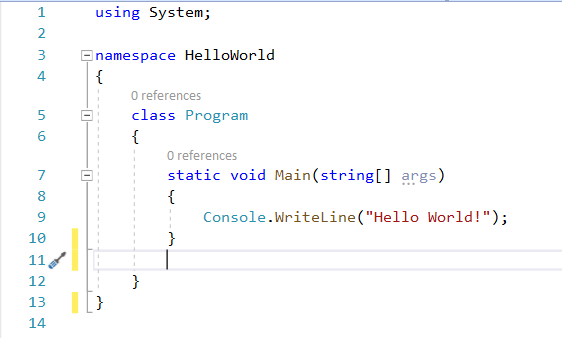 1 using System;
2
3 namespace HelloWorld
4 {
0 references
5 class Program
6 {
0 references
7 static void Main(string[] args)
8 {
9 Console.WriteLine("Hello World!");
10 }
11
12 }
13 }
14